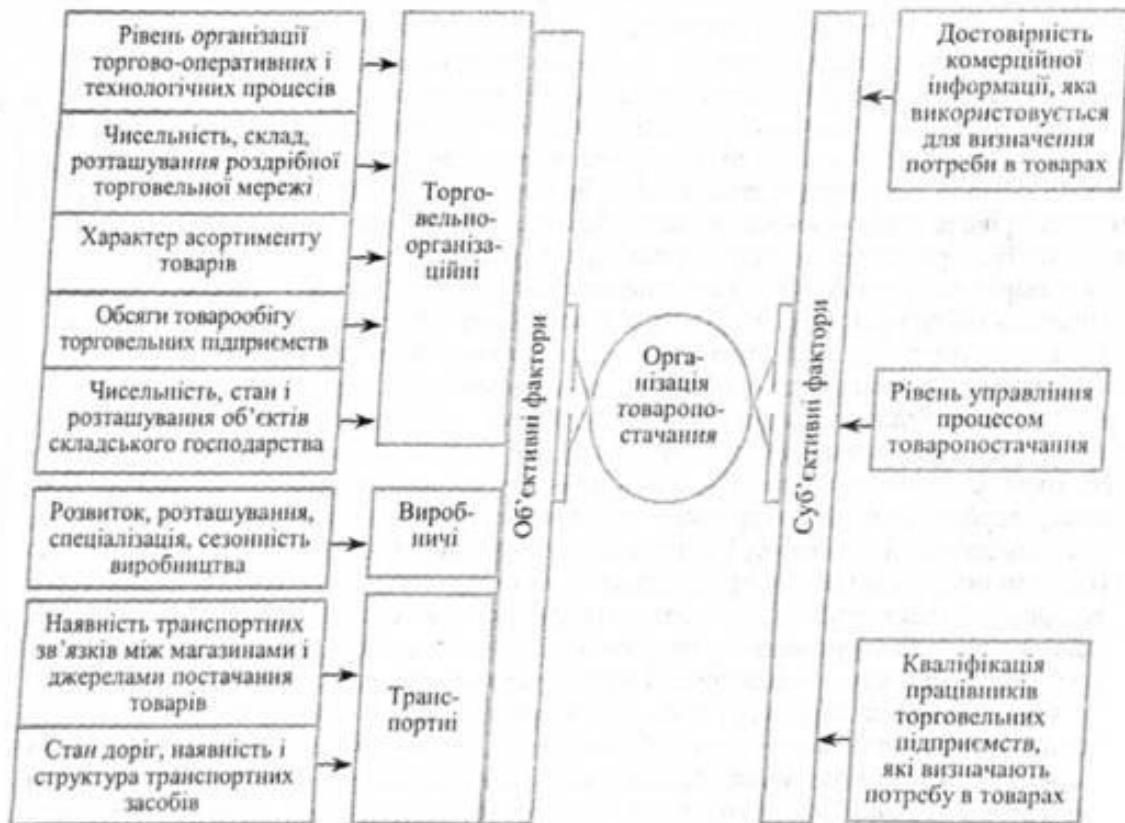 Рівень організації
торгово-оперативних і
технологічних процесів
Чисельність, склад,
розташування роздрібної
торговельної мережі
Характер асортименту
товарів
Обсяги товарообігу
торговельних підприємств
Чисельність, стан і
розташування об’єктів
складського господарства
Розвиток, розташування,
спеціалізація, сезонність
виробництва
Наявність транспортних
зв’язків між магазинами і
джерелами постачання
товарів
Стан доріг, наявність і
структура транспортних
засобів
Торго-
вельно-
організа-
ційні
Вироб-
ничі
Транс-
портні
Об’єктивні фактори
Орга-
нізація
товаропо-
стачання
Суб’єктивні фактори
Достовірність
комерційної
інформації, яка
використовується
для визначення
потреби в товарах
Рівень управління
процесом
товаропостачання
Кваліфікація
працівників
торговельних
підприємств,
які визначають
потребу в товарах